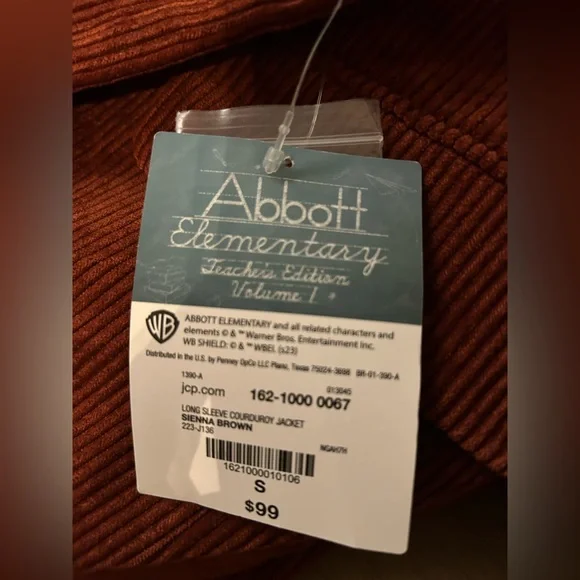 Abbott
Elementary
Teacher's Edition
Volume 1
WB
ABBOTT ELEMENTARY and all related characters and
elements © & ™ Warner Bros. Entertainment Inc.
WB SHIELD: © & ™ WBEI. (s23)
Distributed in the U.S. by Penney OpCo LLC Plano, Texas 75024-3698 BR-01-390-A
1390-A 013040
jcp.com 162-1000 0067
LONG SLEEVE COURDUROY JACKET
SIENNA BROWN
223-J136 NGAH7H
1621000010106
S
$99